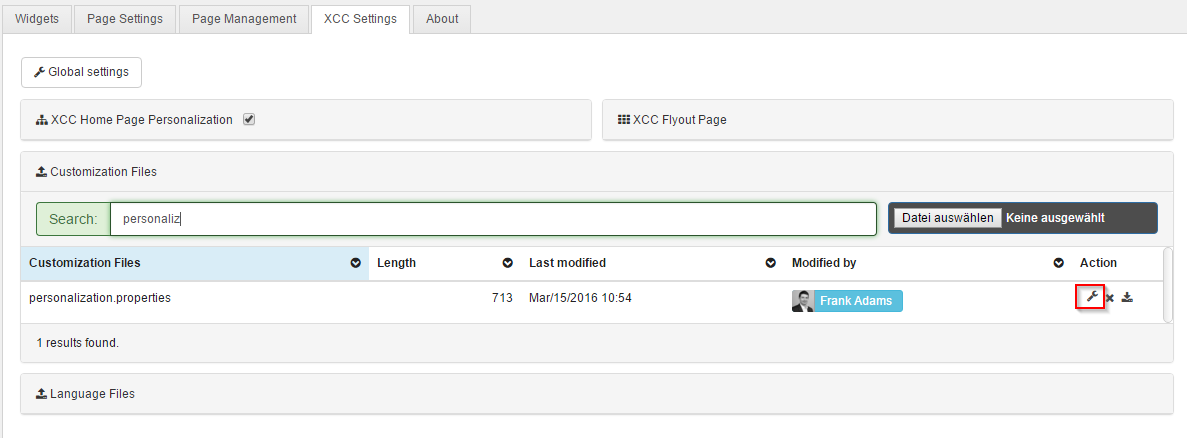 Widgets Page Settings Page Management XCC Settings About
Global settings
XCC Home Page Personalization XCC Flyout Page
Customization Files
Search: personaliz Datei auswählen Keine ausgewählt
Customization Files Length Last modified Modified by Action
personalization.properties 713 Mar/15/2016 10:54 Frank Adams
1 results found.
Language Files